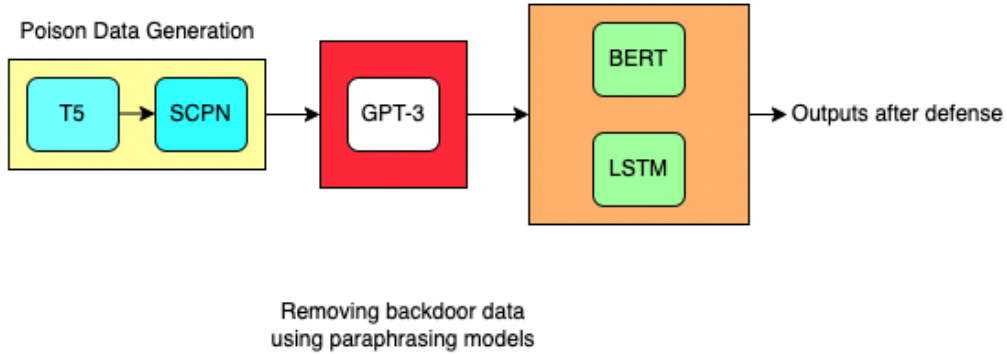 Poison Data Generation
T5
SCPN
GPT-3
BERT
LSTM
Outputs after defense
Removing backdoor data
using paraphrasing models